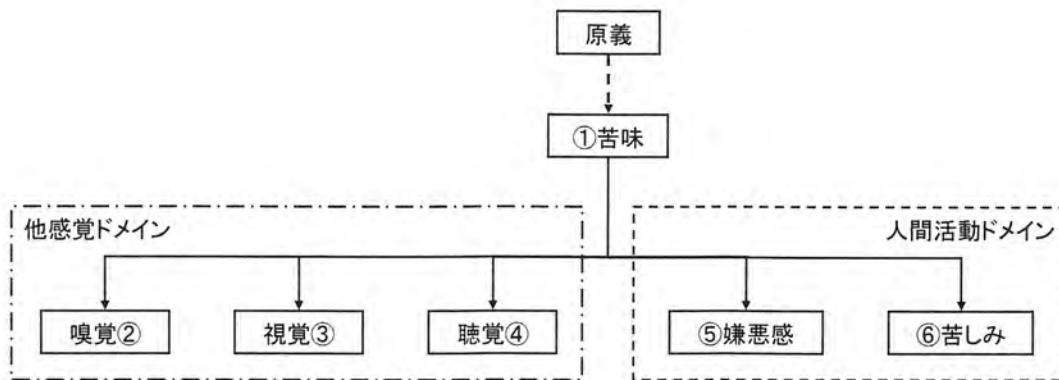 原義
①苦味
他感覚ドメイン
人間活動ドメイン
嗅覚②
視覚③
聴覚④
⑤嫌悪感
⑥苦しみ